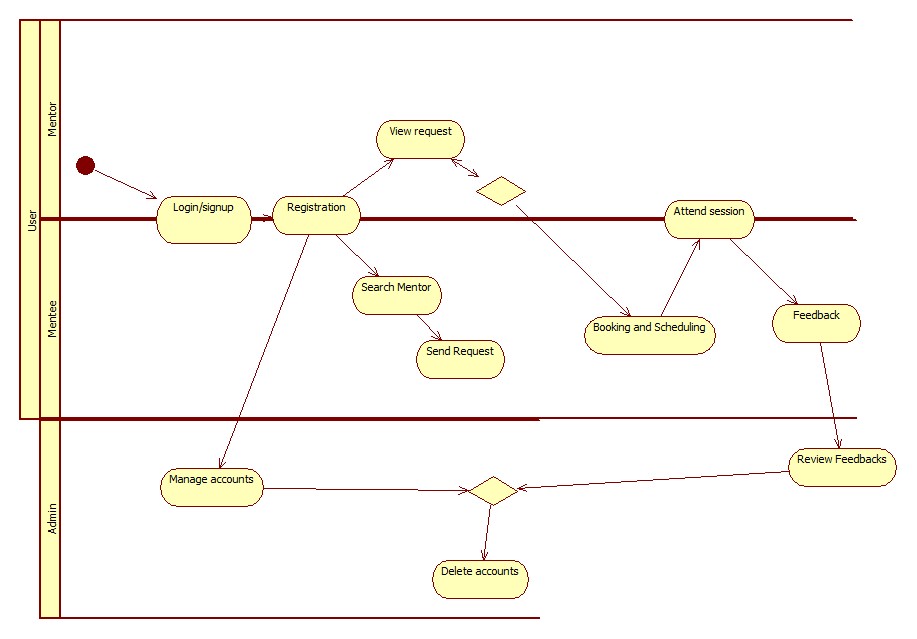 User
Mentor
Mentee
Admin
View request
Login/signup
Registration
Attend session
Search Mentor
Booking and Scheduling
Feedback
Send Request
Manage accounts
Review Feedbacks
Delete accounts